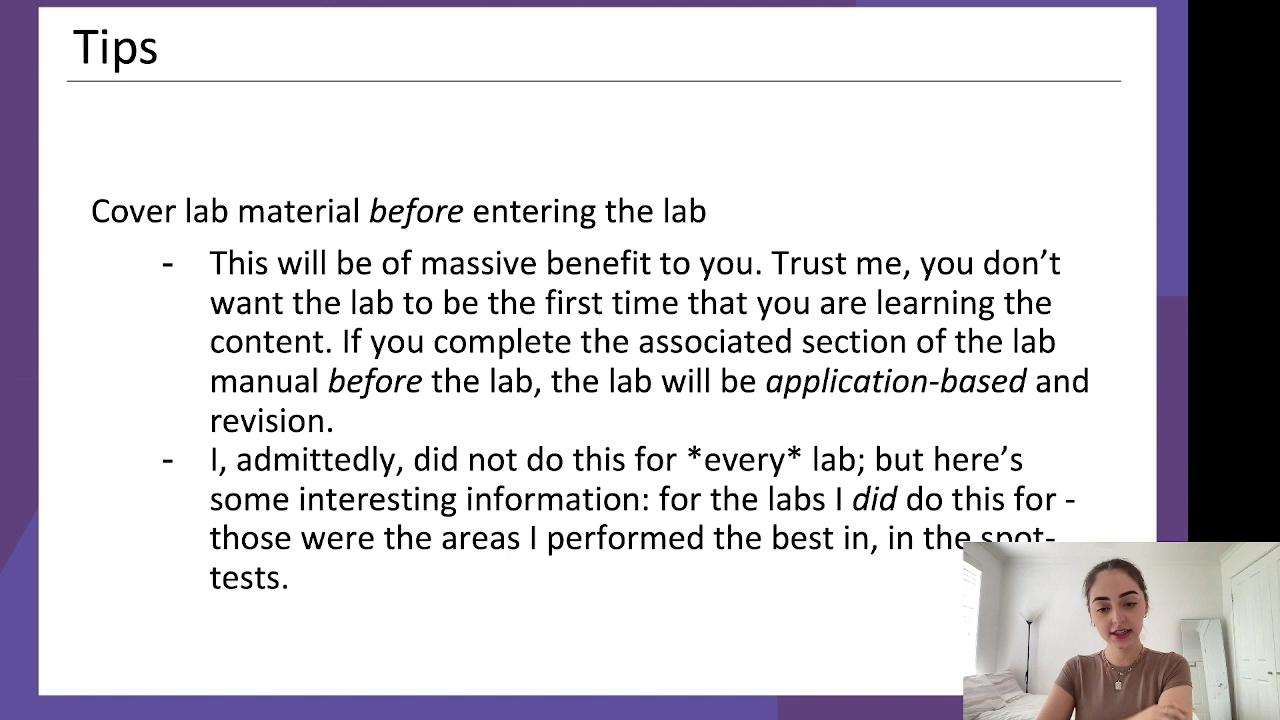 Tips
Cover lab material before entering the lab
- This will be of massive benefit to you. Trust me, you don’t
want the lab to be the first time that you are learning the
content. If you complete the associated section of the lab
manual before the lab, the lab will be application-based and
revision.
- I, admittedly, did not do this for *every* lab; but here’s
some interesting information: for the labs I did do this for -
those were the areas I performed the best in, in the spot-
tests.